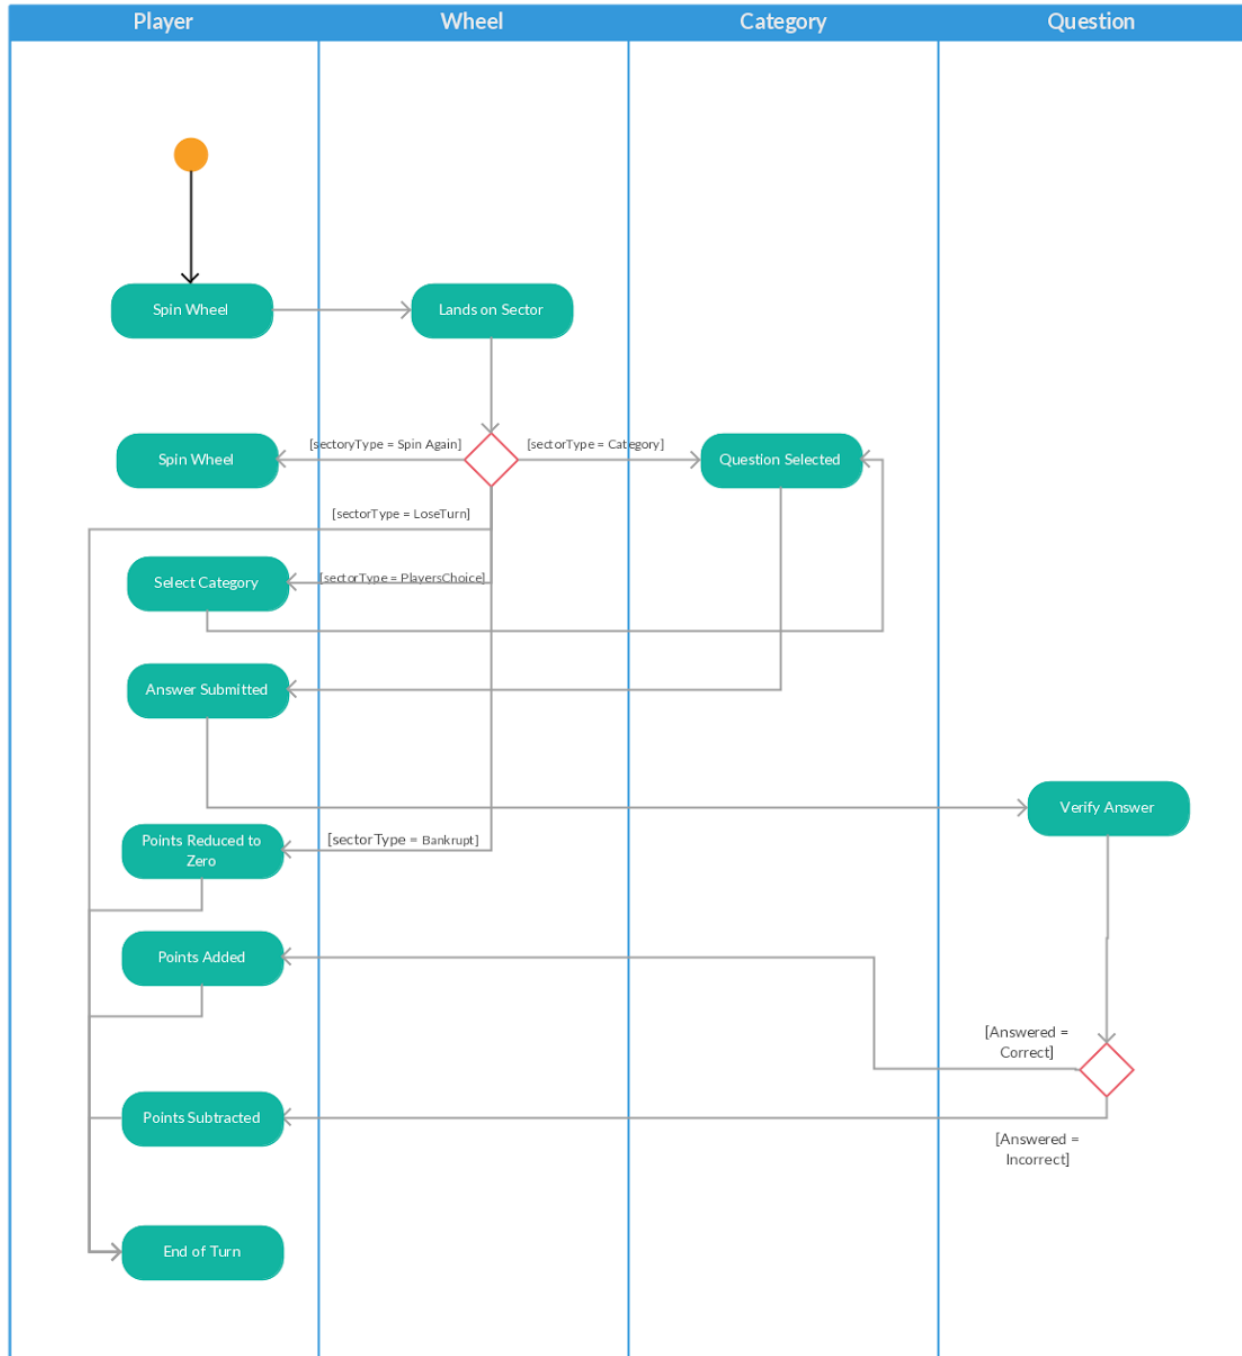 Player
Wheel
Category
Question
Spin Wheel
Lands on Sector
[sectoryType = Spin Again]
[sectorType = Category]
Spin Wheel
Question Selected
[sectorType = LoseTurn]
Select Category
[sectorType = PlayersChoice]
Answer Submitted
Verify Answer
Points Reduced to
Zero
[sectorType = Bankrupt]
Points Added
[Answered =
Correct]
Points Subtracted
[Answered =
Incorrect]
End of Turn